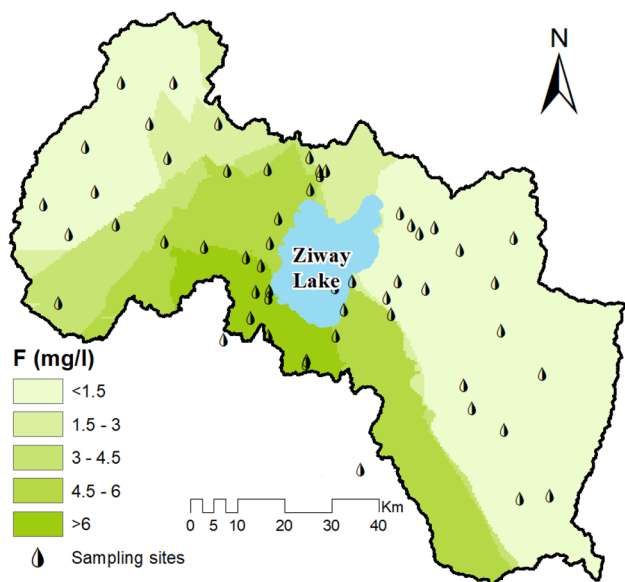 N
Ziway
Lake
F (mg/l)
<1.5
1.5 - 3
3 - 4.5
4.5 - 6
>6
Sampling sites
Km
0 5 10 20 30 40